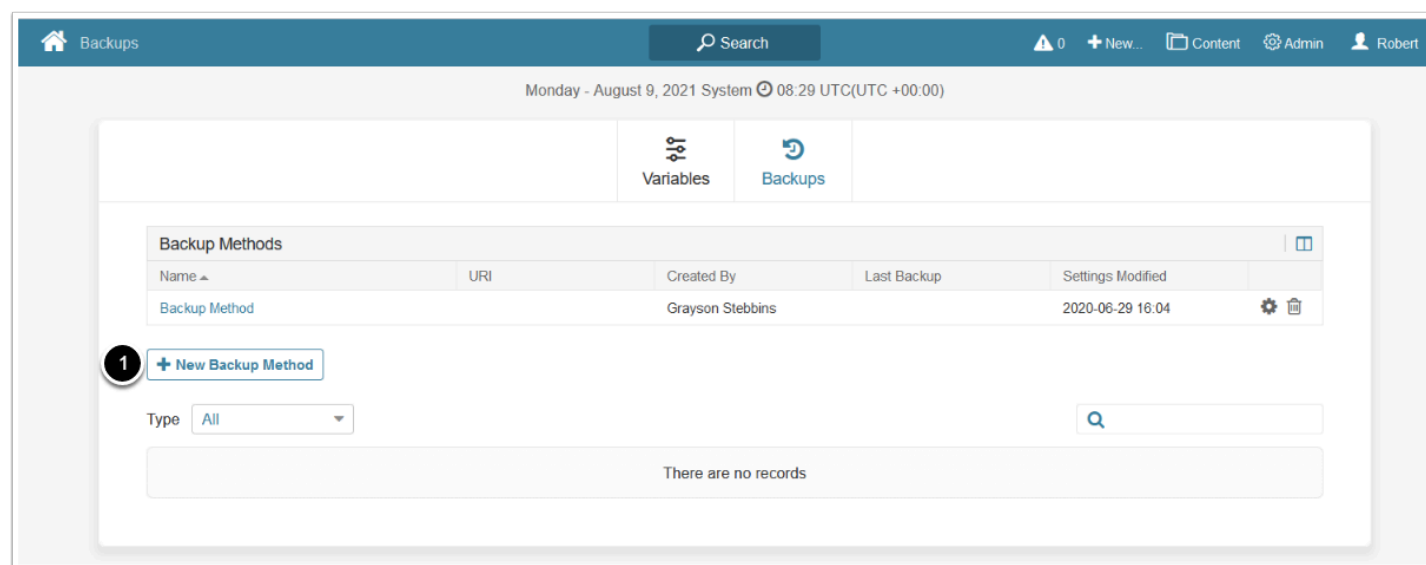 Backups Search 0 New... Content Admin Robert
Monday - August 9, 2021 System 08:29 UTC(UTC +00:00)
Variables Backups
Backup Methods
Name URI Created By Last Backup Settings Modified
Backup Method Grayson Stebbins 2020-06-29 16:04
1 + New Backup Method
Type All
There are no records